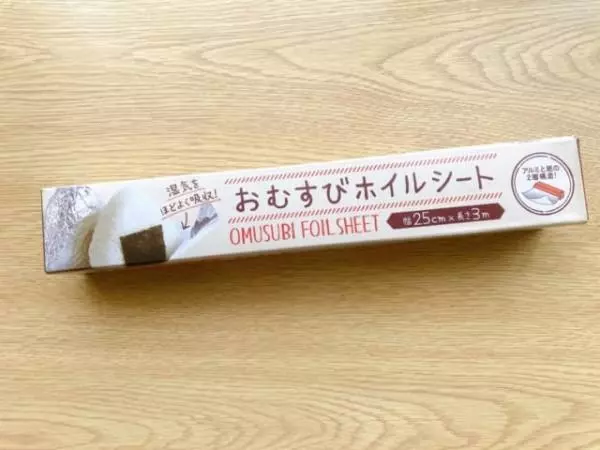 湿気を
ほどよく吸収!
おむすびホイルシート
OMUSUBI FOIL SHEET
幅25cm×長さ3m
アルミと紙の
2層構造!